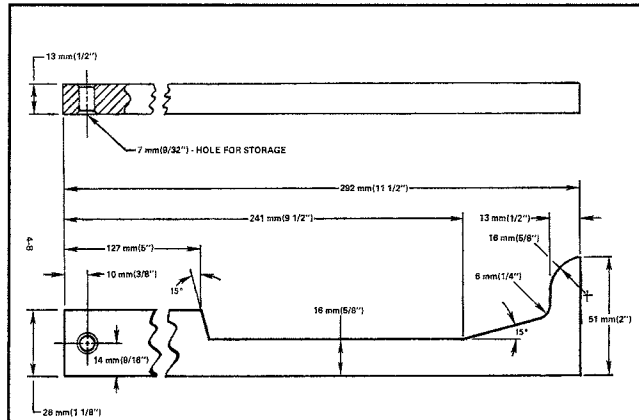 13 mm(1/2")
7 mm(9/32") - HOLE FOR STORAGE
292 mm(11 1/2")
241 mm(9 1/2")
13 mm(1/2")
127 mm(5")
16 mm(5/8")
4-8
10 mm(3/8")
6 mm(1/4")
15°
16 mm(5/8")
15°
51 mm(2")
14 mm(9/16")
28 mm(1 1/8")